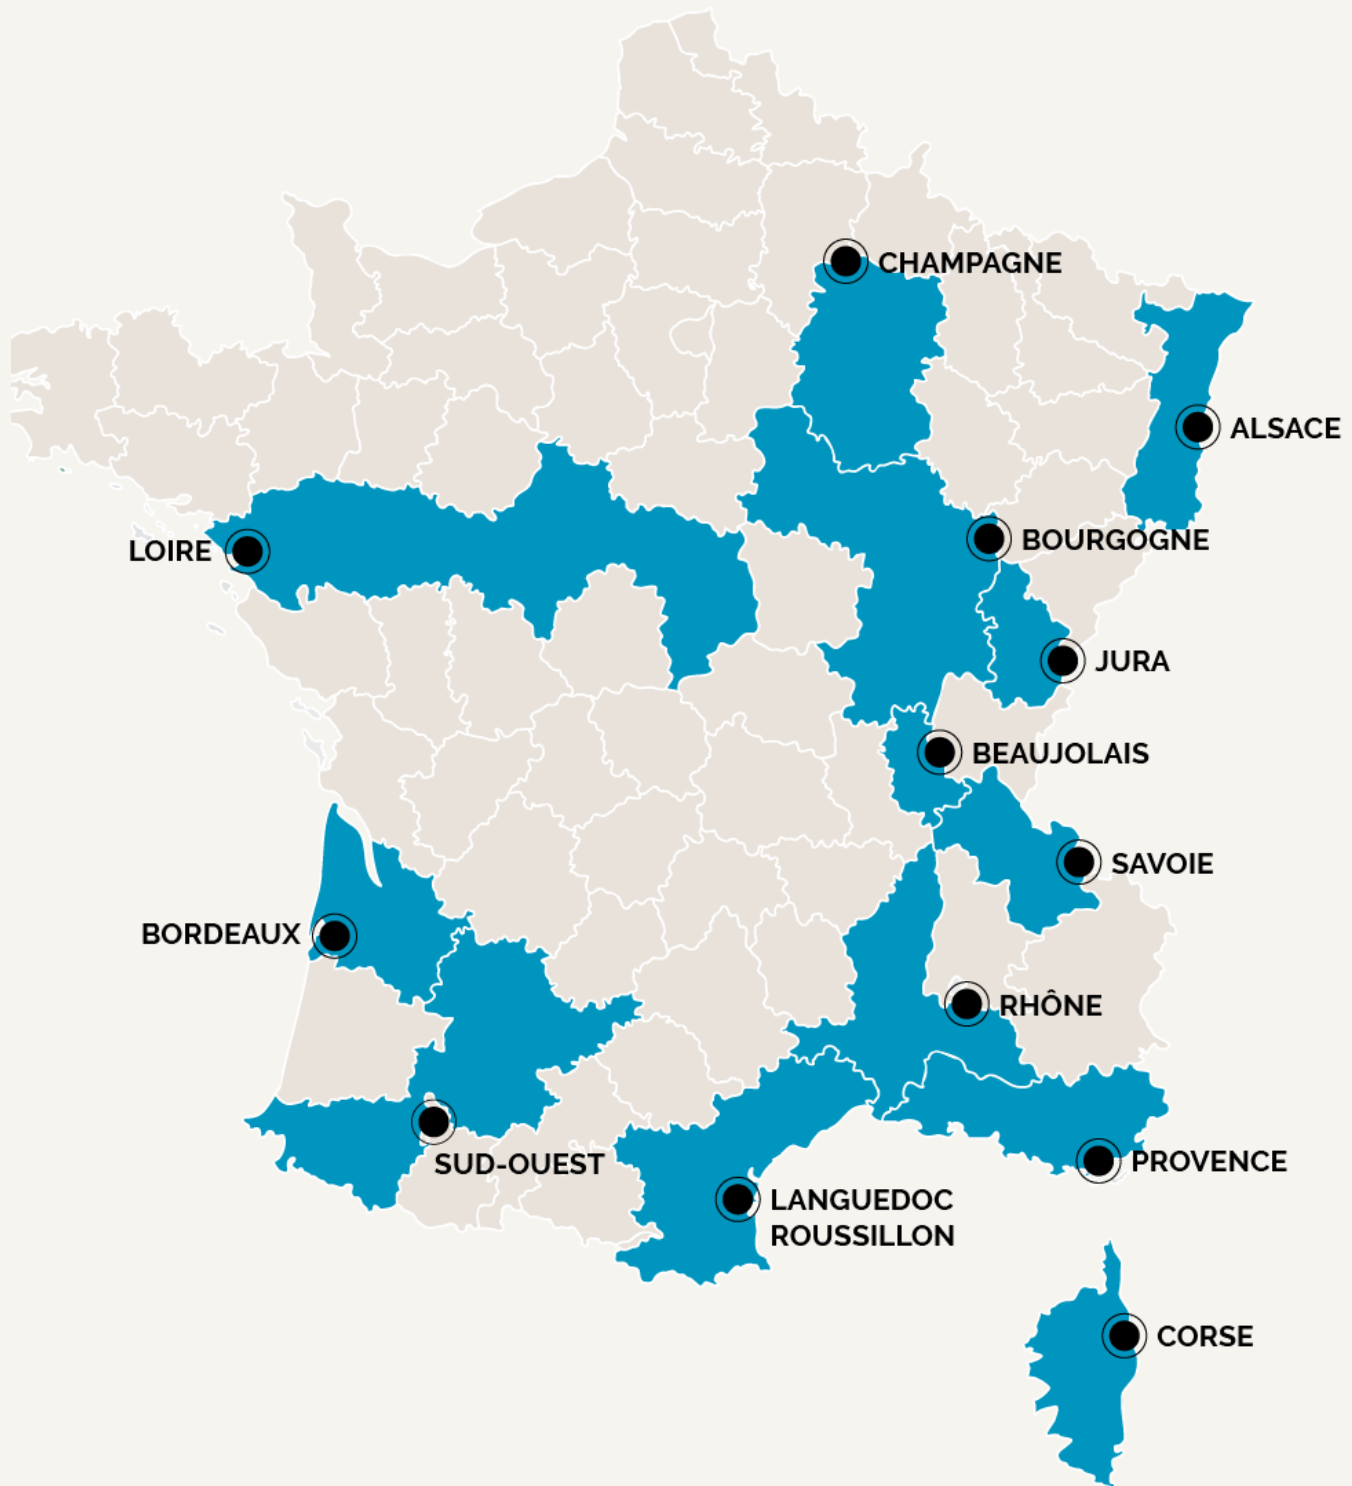 CHAMPAGNE
ALSACE
BOURGOGNE
LOIRE
JURA
BEAUJOLAIS
SAVOIE
BORDEAUX
RHÔNE
PROVENCE
SUD-OUEST
LANGUEDOC
ROUSSILLON
CORSE